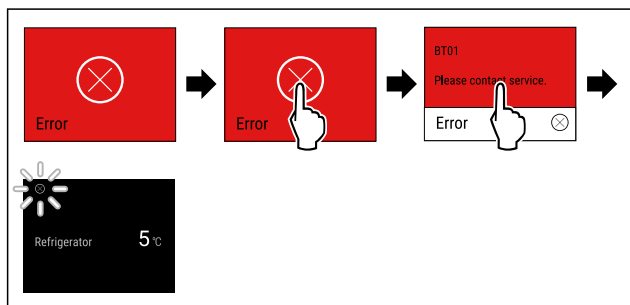 Error
Error
BT01
Please contact service.
Error
Refrigerator 5 °C